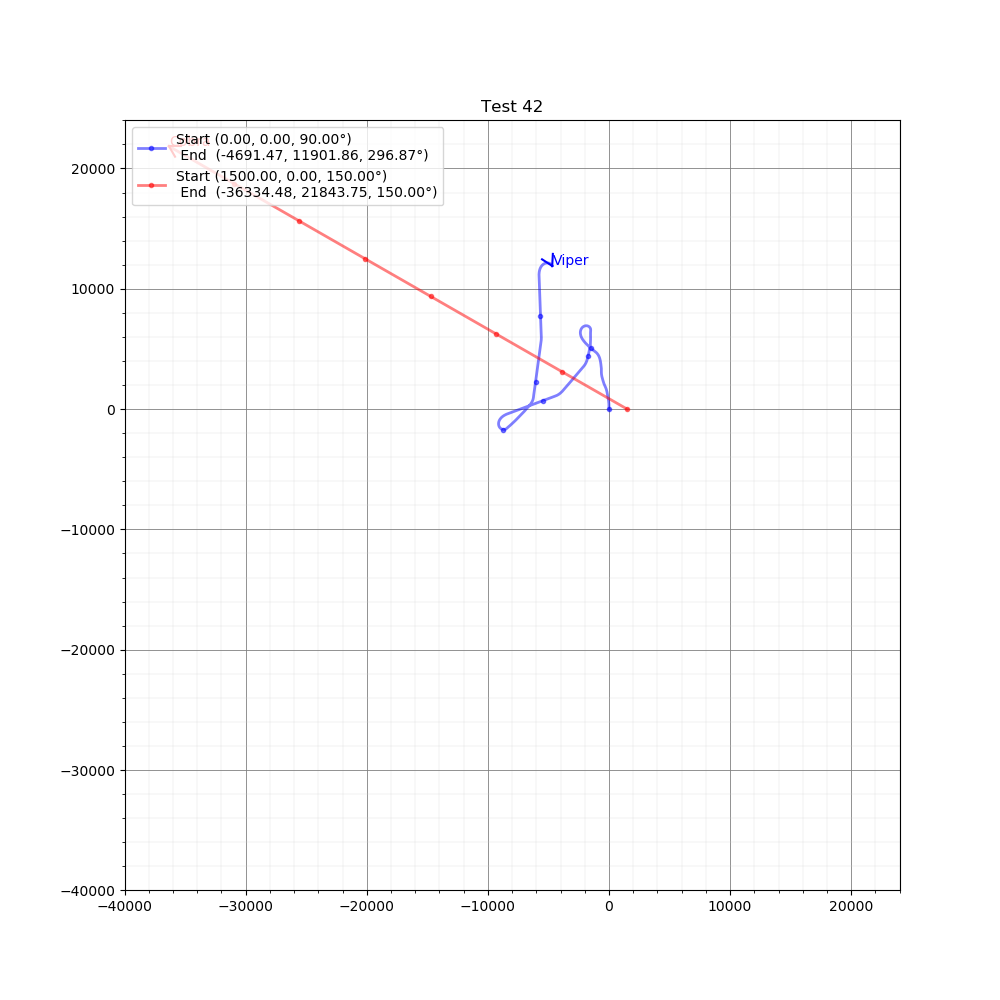 Test 42
Start (0.00, 0.00, 90.00°)
End (-4691.47, 11901.86, 296.87°)
Start (1500.00, 0.00, 150.00°)
End (-36334.48, 21843.75, 150.00°)
Viper
20000
10000
0
−10000
−20000
−30000
−40000
−40000 −30000 −20000 −10000 0 10000 20000